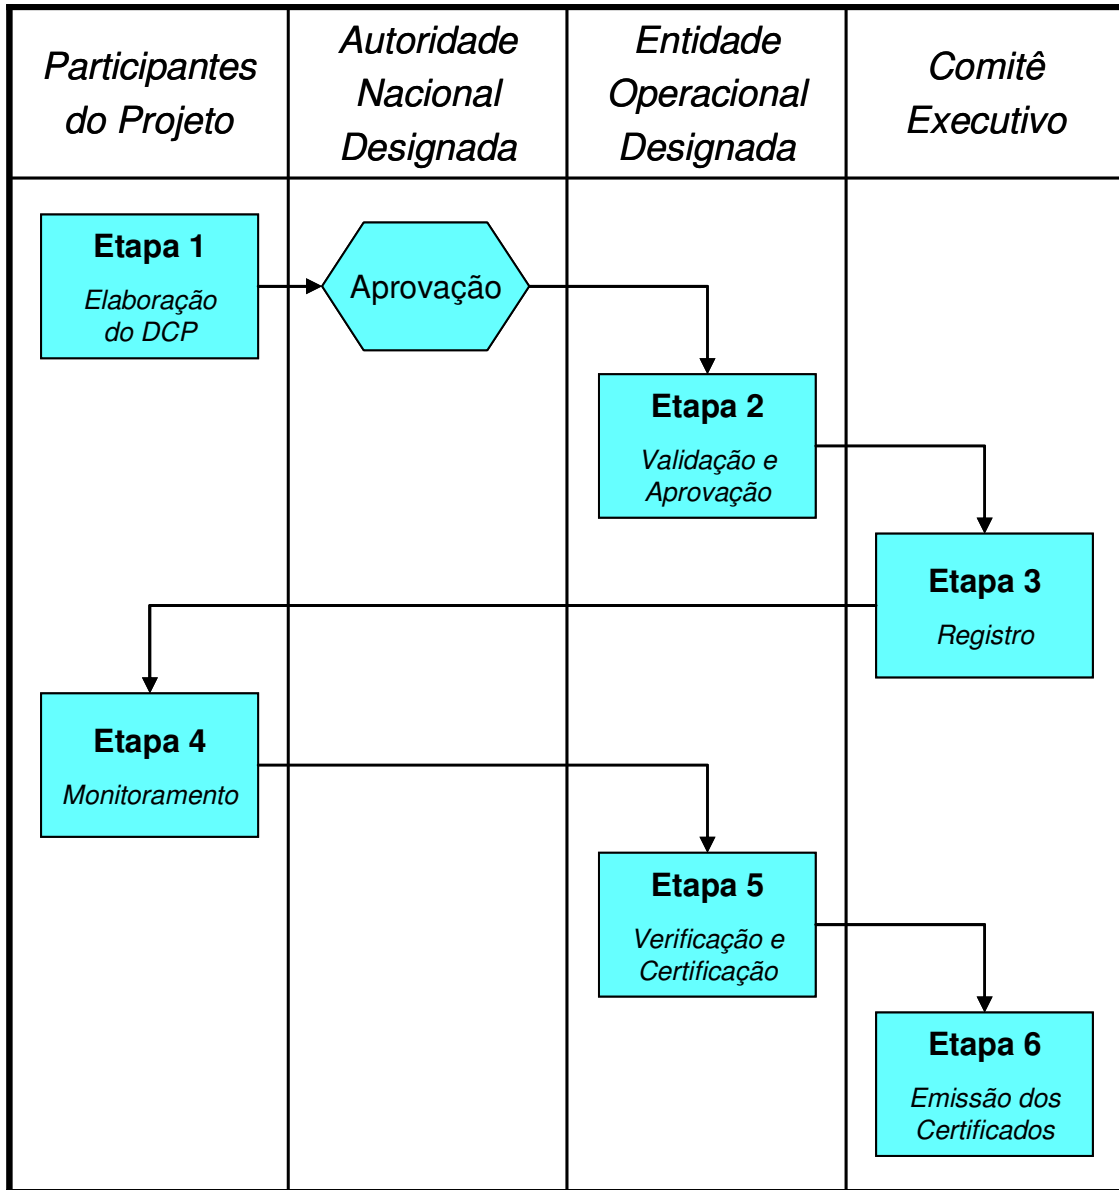 Participantes
do Projeto
Autoridade
Nacional
Designada
Entidade
Operacional
Designada
Comitê
Executivo
Etapa 1
Elaboração
do DCP
Aprovação
Etapa 2
Validação e
Aprovação
Etapa 3
Registro
Etapa 4
Monitoramento
Etapa 5
Verificação e
Certificação
Etapa 6
Emissão dos
Certificados